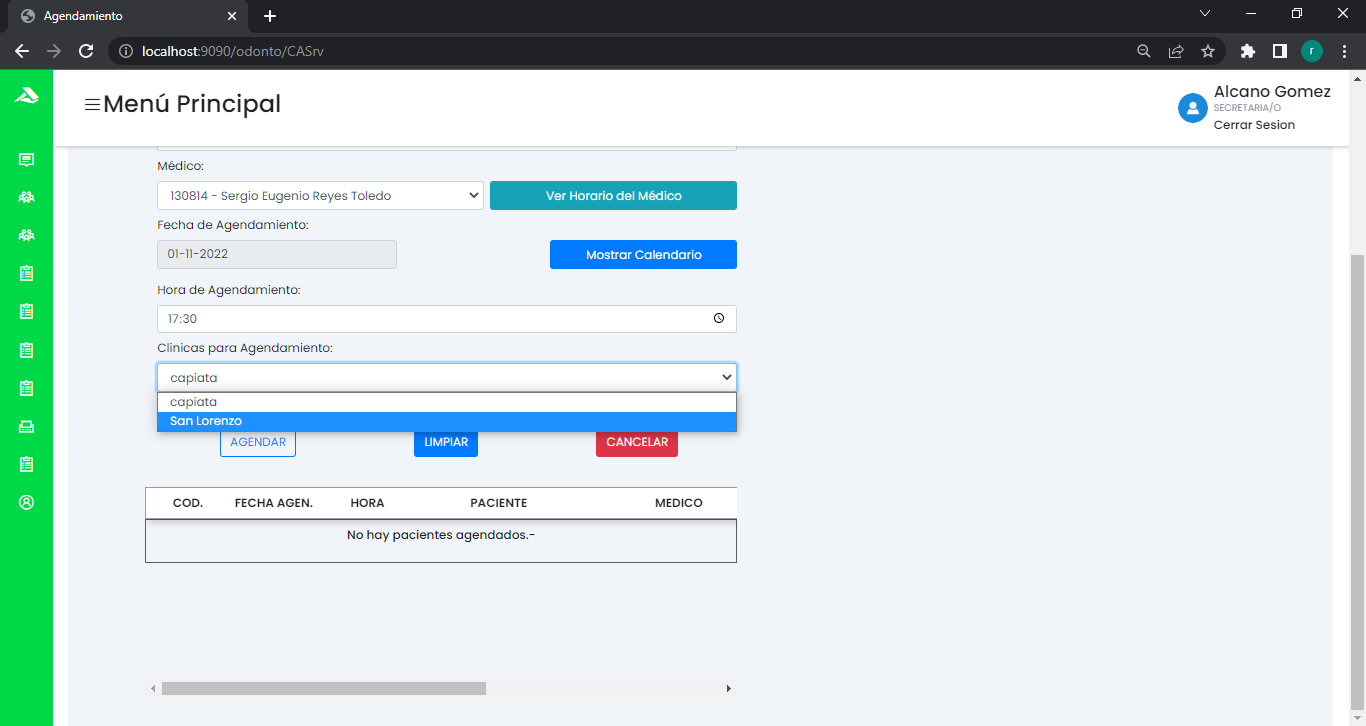 Agendamiento
localhost:9090/odonto/CASrv
r
Menú Principal
Alcano Gomez
SECRETARIA/O
Cerrar Sesion
Médico:
130814 - Sergio Eugenio Reyes Toledo
Ver Horario del Médico
Fecha de Agendamiento:
01-11-2022
Mostrar Calendario
Hora de Agendamiento:
17:30
Clinicas para Agendamiento:
capiata
capiata
San Lorenzo
AGENDAR LIMPIAR CANCELAR
COD. FECHA AGEN. HORA PACIENTE MEDICO
No hay pacientes agendados.-